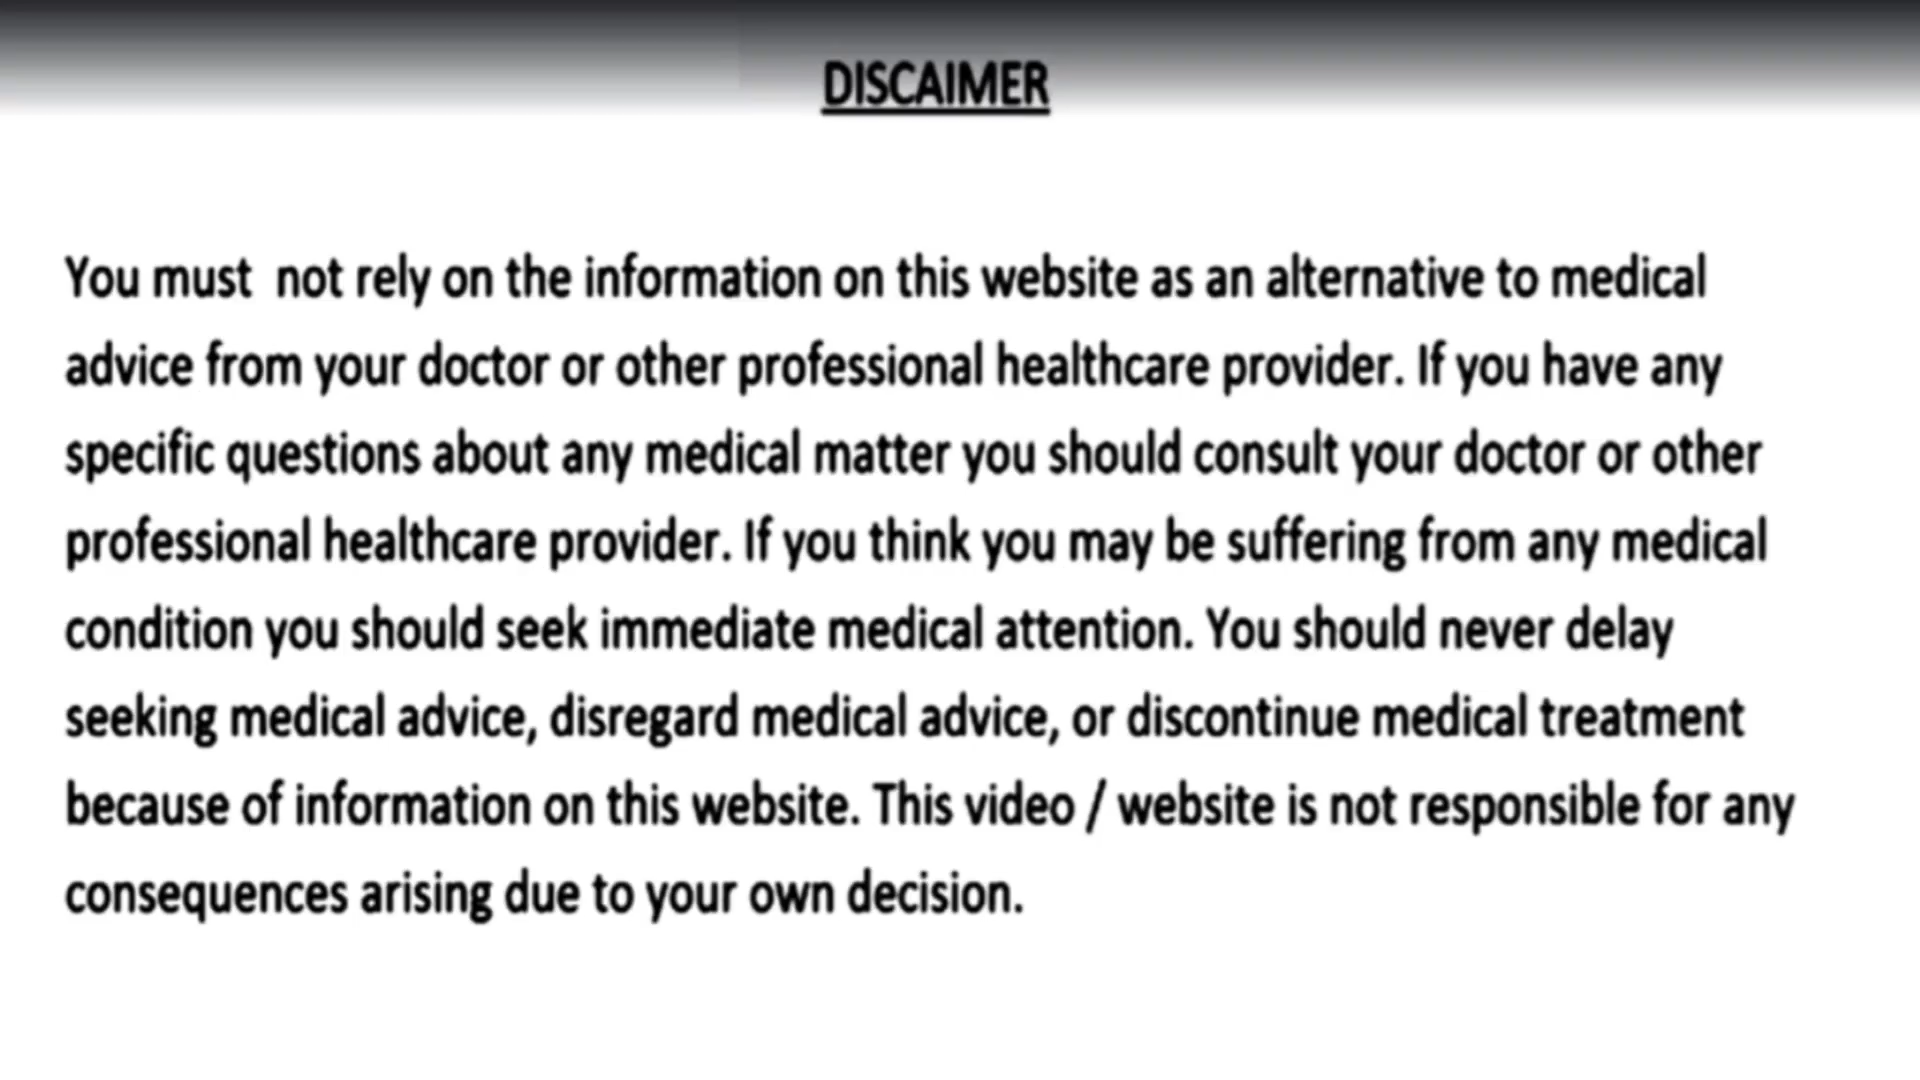 DISCAIMER
You must  not rely on the information on this website as an alternative to medical
advice from your doctor or other professional healthcare provider. If you have any
specific questions about any medical matter you should consult your doctor or other
professional healthcare provider. If you think you may be suffering from any medical
condition you should seek immediate medical attention. You should never delay
seeking medical advice, disregard medical advice, or discontinue medical treatment
because of information on this website. This video / website is not responsible for any
consequences arising due to your own decision.